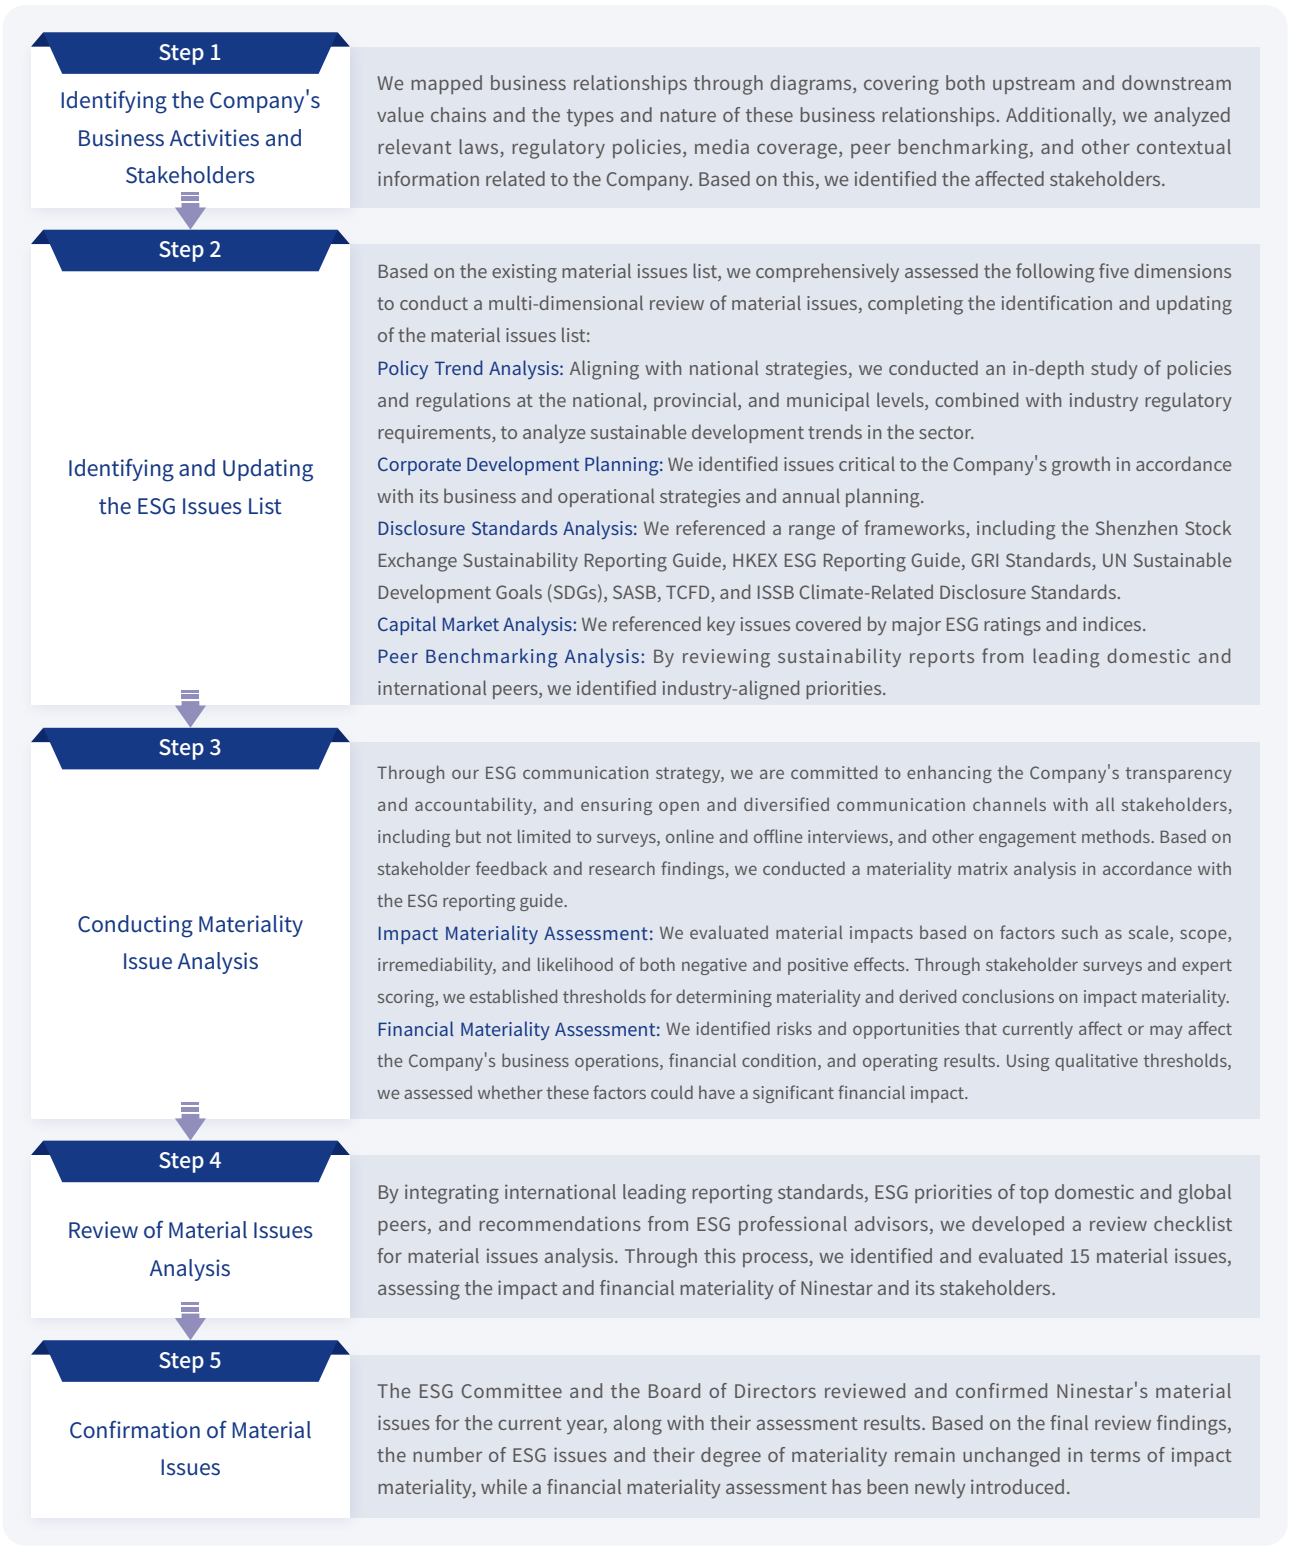 Step 1
Identifying the Company's
Business Activities and
Stakeholders
We mapped business relationships through diagrams, covering both upstream and downstream
value chains and the types and nature of these business relationships. Additionally, we analyzed
relevant laws, regulatory policies, media coverage, peer benchmarking, and other contextual
information related to the Company. Based on this, we identified the affected stakeholders.
Step 2
Identifying and Updating
the ESG Issues List
Based on the existing material issues list, we comprehensively assessed the following five dimensions
to conduct a multi-dimensional review of material issues, completing the identification and updating
of the material issues list:
Policy Trend Analysis: Aligning with national strategies, we conducted an in-depth study of policies
and regulations at the national, provincial, and municipal levels, combined with industry regulatory
requirements, to analyze sustainable development trends in the sector.
Corporate Development Planning: We identified issues critical to the Company's growth in accordance
with its business and operational strategies and annual planning.
Disclosure Standards Analysis: We referenced a range of frameworks, including the Shenzhen Stock
Exchange Sustainability Reporting Guide, HKEX ESG Reporting Guide, GRI Standards, UN Sustainable
Development Goals (SDGs), SASB, TCFD, and ISSB Climate-Related Disclosure Standards.
Capital Market Analysis: We referenced key issues covered by major ESG ratings and indices.
Peer Benchmarking Analysis: By reviewing sustainability reports from leading domestic and
international peers, we identified industry-aligned priorities.
Step 3
Conducting Materiality
Issue Analysis
Through our ESG communication strategy, we are committed to enhancing the Company's transparency
and accountability, and ensuring open and diversified communication channels with all stakeholders,
including but not limited to surveys, online and offline interviews, and other engagement methods. Based on
stakeholder feedback and research findings, we conducted a materiality matrix analysis in accordance with
the ESG reporting guide.
Impact Materiality Assessment: We evaluated material impacts based on factors such as scale, scope,
irremediability, and likelihood of both negative and positive effects. Through stakeholder surveys and expert
scoring, we established thresholds for determining materiality and derived conclusions on impact materiality.
Financial Materiality Assessment: We identified risks and opportunities that currently affect or may affect
the Company's business operations, financial condition, and operating results. Using qualitative thresholds,
we assessed whether these factors could have a significant financial impact.
Step 4
Review of Material Issues
Analysis
By integrating international leading reporting standards, ESG priorities of top domestic and global
peers, and recommendations from ESG professional advisors, we developed a review checklist
for material issues analysis. Through this process, we identified and evaluated 15 material issues,
assessing the impact and financial materiality of Ninestar and its stakeholders.
Step 5
Confirmation of Material
Issues
The ESG Committee and the Board of Directors reviewed and confirmed Ninestar's material
issues for the current year, along with their assessment results. Based on the final review findings,
the number of ESG issues and their degree of materiality remain unchanged in terms of impact
materiality, while a financial materiality assessment has been newly introduced.